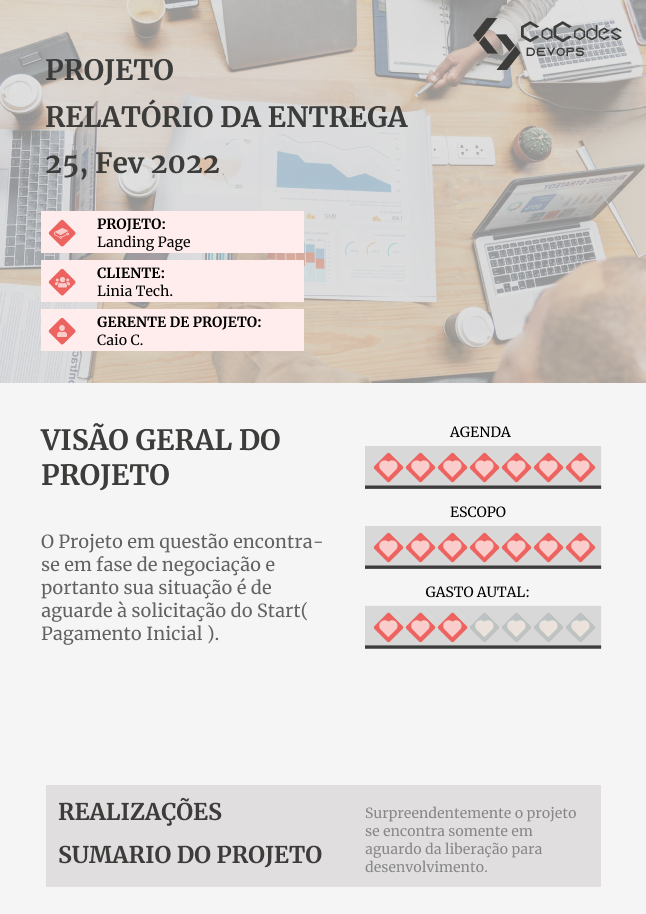 CaCodes
DEVOPS
PROJETO
RELATÓRIO DA ENTREGA
25, Fev 2022
PROJETO:
Landing Page
CLIENTE:
Linia Tech.
GERENTE DE PROJETO:
Caio C.
VISÃO GERAL DO
PROJETO
O Projeto em questão encontra-
se em fase de negociação e
portanto sua situação é de
aguarde à solicitação do Start(
Pagamento Inicial ).
AGENDA
ESCOPO
GASTO AUTAL:
REALIZAÇÕES
SUMARIO DO PROJETO
Surpreendentemente o projeto
se encontra somente em
aguardo da liberação para
desenvolvimento.